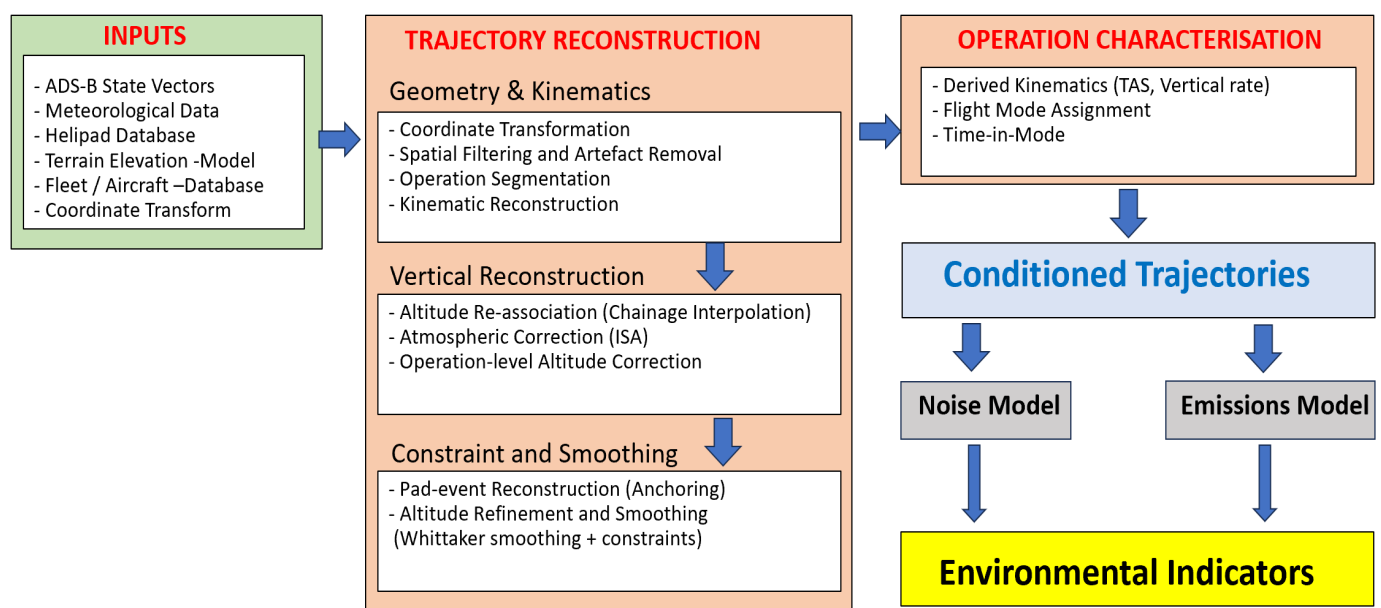 INPUTS
- ADS-B State Vectors
- Meteorological Data
- Helipad Database
- Terrain Elevation -Model
- Fleet / Aircraft –Database
- Coordinate Transform
TRAJECTORY RECONSTRUCTION
Geometry & Kinematics
- Coordinate Transformation
- Spatial Filtering and Artefact Removal
- Operation Segmentation
- Kinematic Reconstruction
Vertical Reconstruction
- Altitude Re-association (Chainage Interpolation)
- Atmospheric Correction (ISA)
- Operation-level Altitude Correction
Constraint and Smoothing
- Pad-event Reconstruction (Anchoring)
- Altitude Refinement and Smoothing
(Whittaker smoothing + constraints)
OPERATION CHARACTERISATION
- Derived Kinematics (TAS, Vertical rate)
- Flight Mode Assignment
- Time-in-Mode
Conditioned Trajectories
Noise Model
Emissions Model
Environmental Indicators